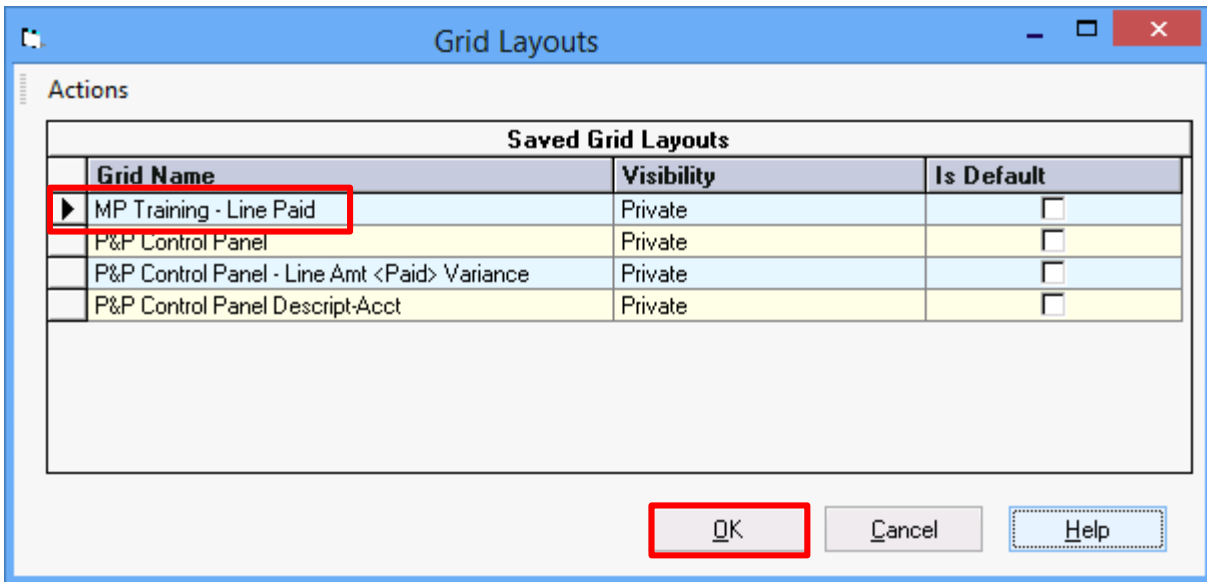 Grid Layouts
Actions
Saved Grid Layouts
Grid Name Visibility Is Default
MP Training - Line Paid Private
P&P Control Panel Private
P&P Control Panel - Line Amt <Paid> Variance Private
P&P Control Panel Descript-Acct Private
OK Cancel Help